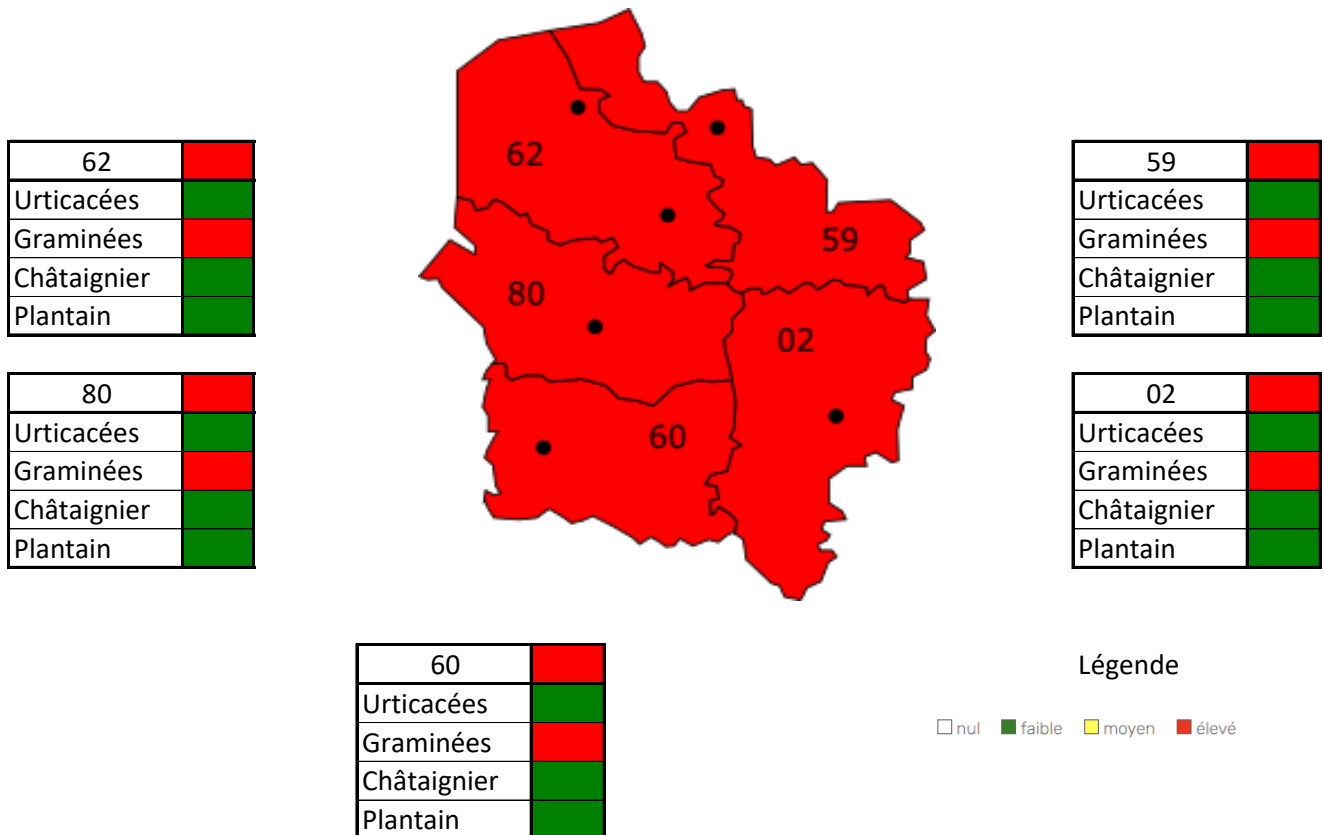 62
Urticacées
Graminées
Châtaignier
Plantain
80
Urticacées
Graminées
Châtaignier
Plantain
62
59
80
02
60
59
Urticacées
Graminées
Châtaignier
Plantain
02
Urticacées
Graminées
Châtaignier
Plantain
60
Urticacées
Graminées
Châtaignier
Plantain
Légende
nul faible moyen élevé